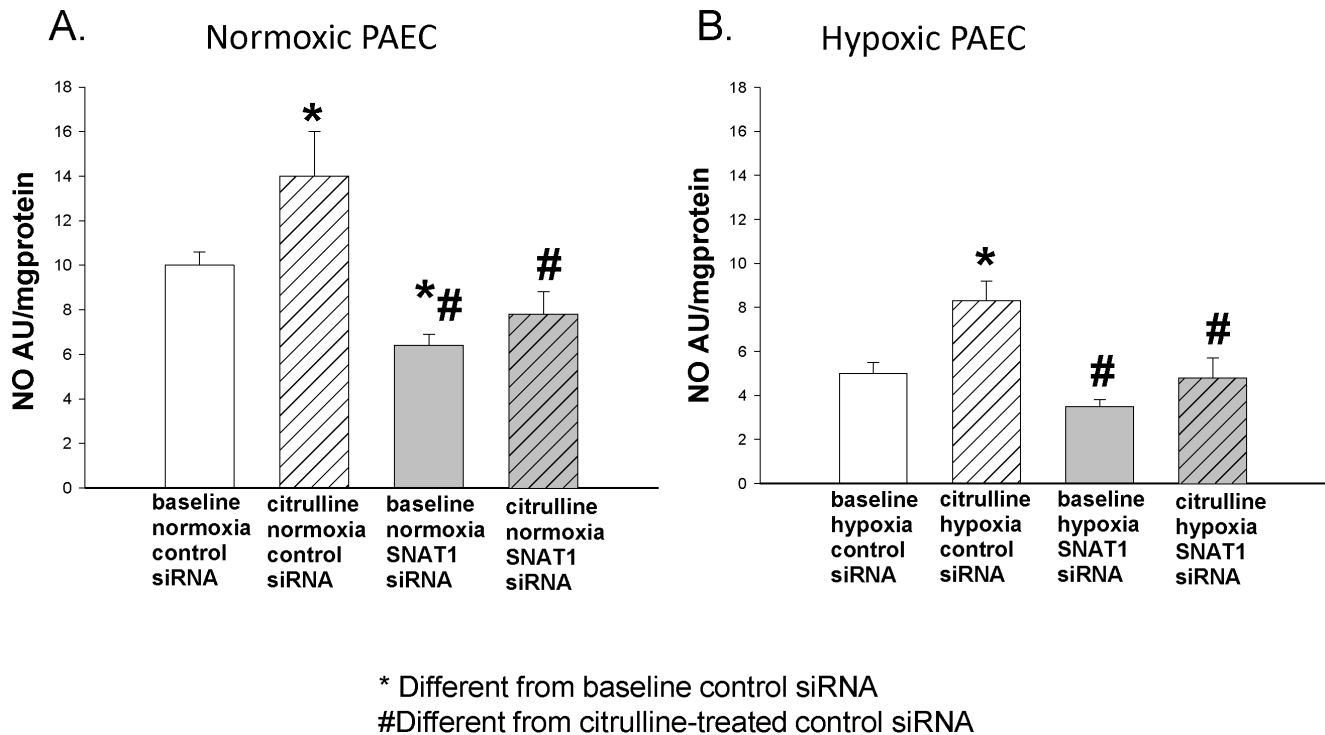 A.
Normoxic PAEC
NO AU/mgprotein
18
16
14
12
10
8
6
4
2
0
*
*#
#
baseline
normoxia
control
siRNA
citrulline
normoxia
control
siRNA
baseline
normoxia
SNAT1
siRNA
citrulline
normoxia
SNAT1
siRNA
B.
Hypoxic PAEC
NO AU/mgprotein
18
16
14
12
10
8
6
4
2
0
*
#
#
baseline
hypoxia
control
siRNA
citrulline
hypoxia
control
siRNA
baseline
hypoxia
SNAT1
siRNA
citrulline
hypoxia
SNAT1
siRNA
* Different from baseline control siRNA
#Different from citrulline-treated control siRNA